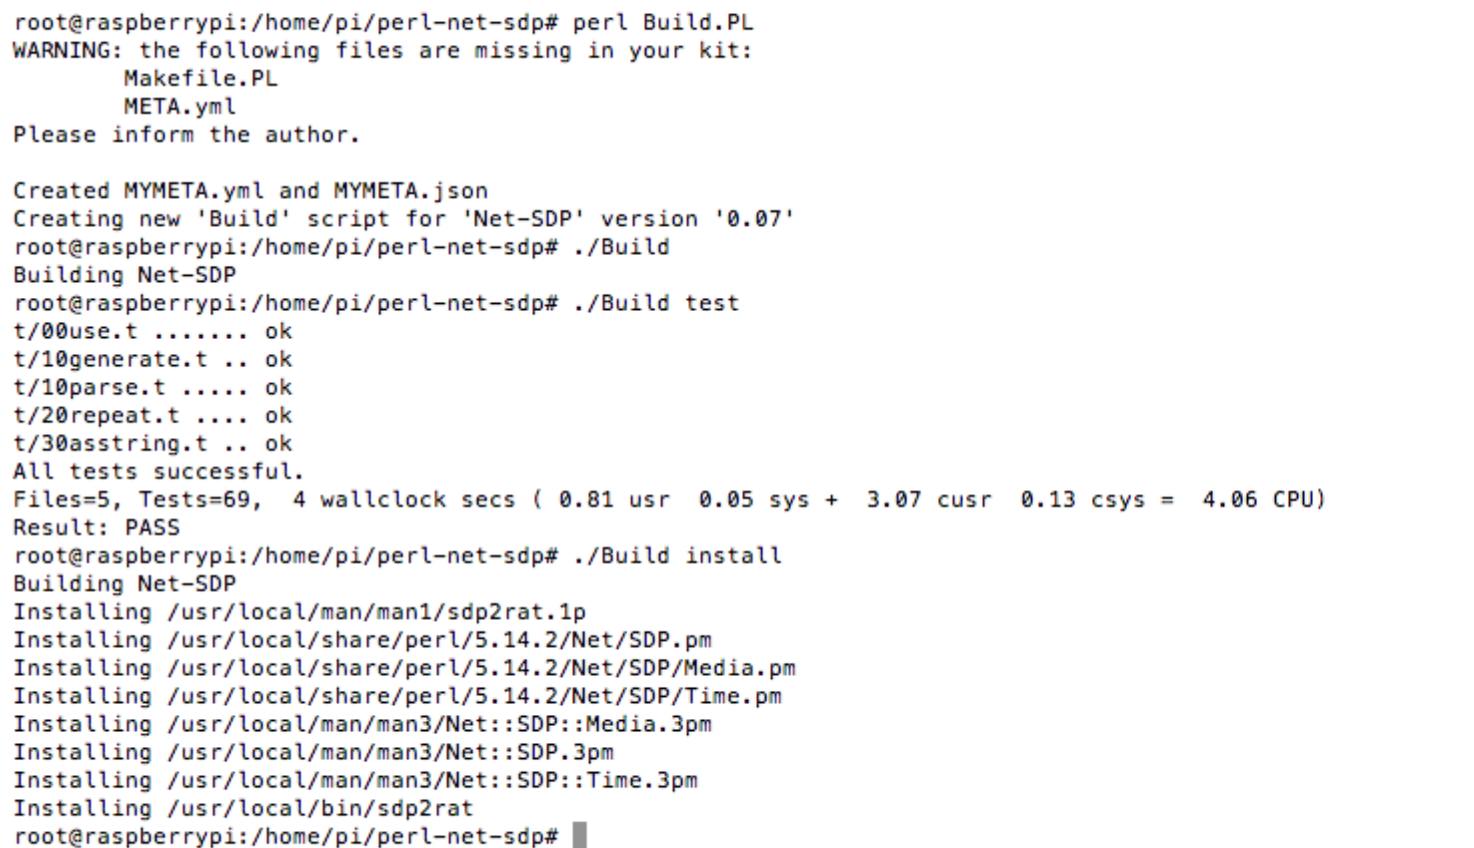 root@raspberrypi:/home/pi/perl-net-sdp# perl Build.PL
WARNING: the following files are missing in your kit:
        Makefile.PL
        META.yml
Please inform the author.

Created MYMETA.yml and MYMETA.json
Creating new 'Build' script for 'Net-SDP' version '0.07'
root@raspberrypi:/home/pi/perl-net-sdp# ./Build
Building Net-SDP
root@raspberrypi:/home/pi/perl-net-sdp# ./Build test
t/00use.t ....... ok
t/10generate.t .. ok
t/10parse.t ..... ok
t/20repeat.t .... ok
t/30asstring.t .. ok
All tests successful.
Files=5, Tests=69,  4 wallclock secs ( 0.81 usr  0.05 sys +  3.07 cusr  0.13 csys =  4.06 CPU)
Result: PASS
root@raspberrypi:/home/pi/perl-net-sdp# ./Build install
Building Net-SDP
Installing /usr/local/man/man1/sdp2rat.1p
Installing /usr/local/share/perl/5.14.2/Net/SDP.pm
Installing /usr/local/share/perl/5.14.2/Net/SDP/Media.pm
Installing /usr/local/share/perl/5.14.2/Net/SDP/Time.pm
Installing /usr/local/man/man3/Net::SDP::Media.3pm
Installing /usr/local/man/man3/Net::SDP.3pm
Installing /usr/local/man/man3/Net::SDP::Time.3pm
Installing /usr/local/bin/sdp2rat
root@raspberrypi:/home/pi/perl-net-sdp#